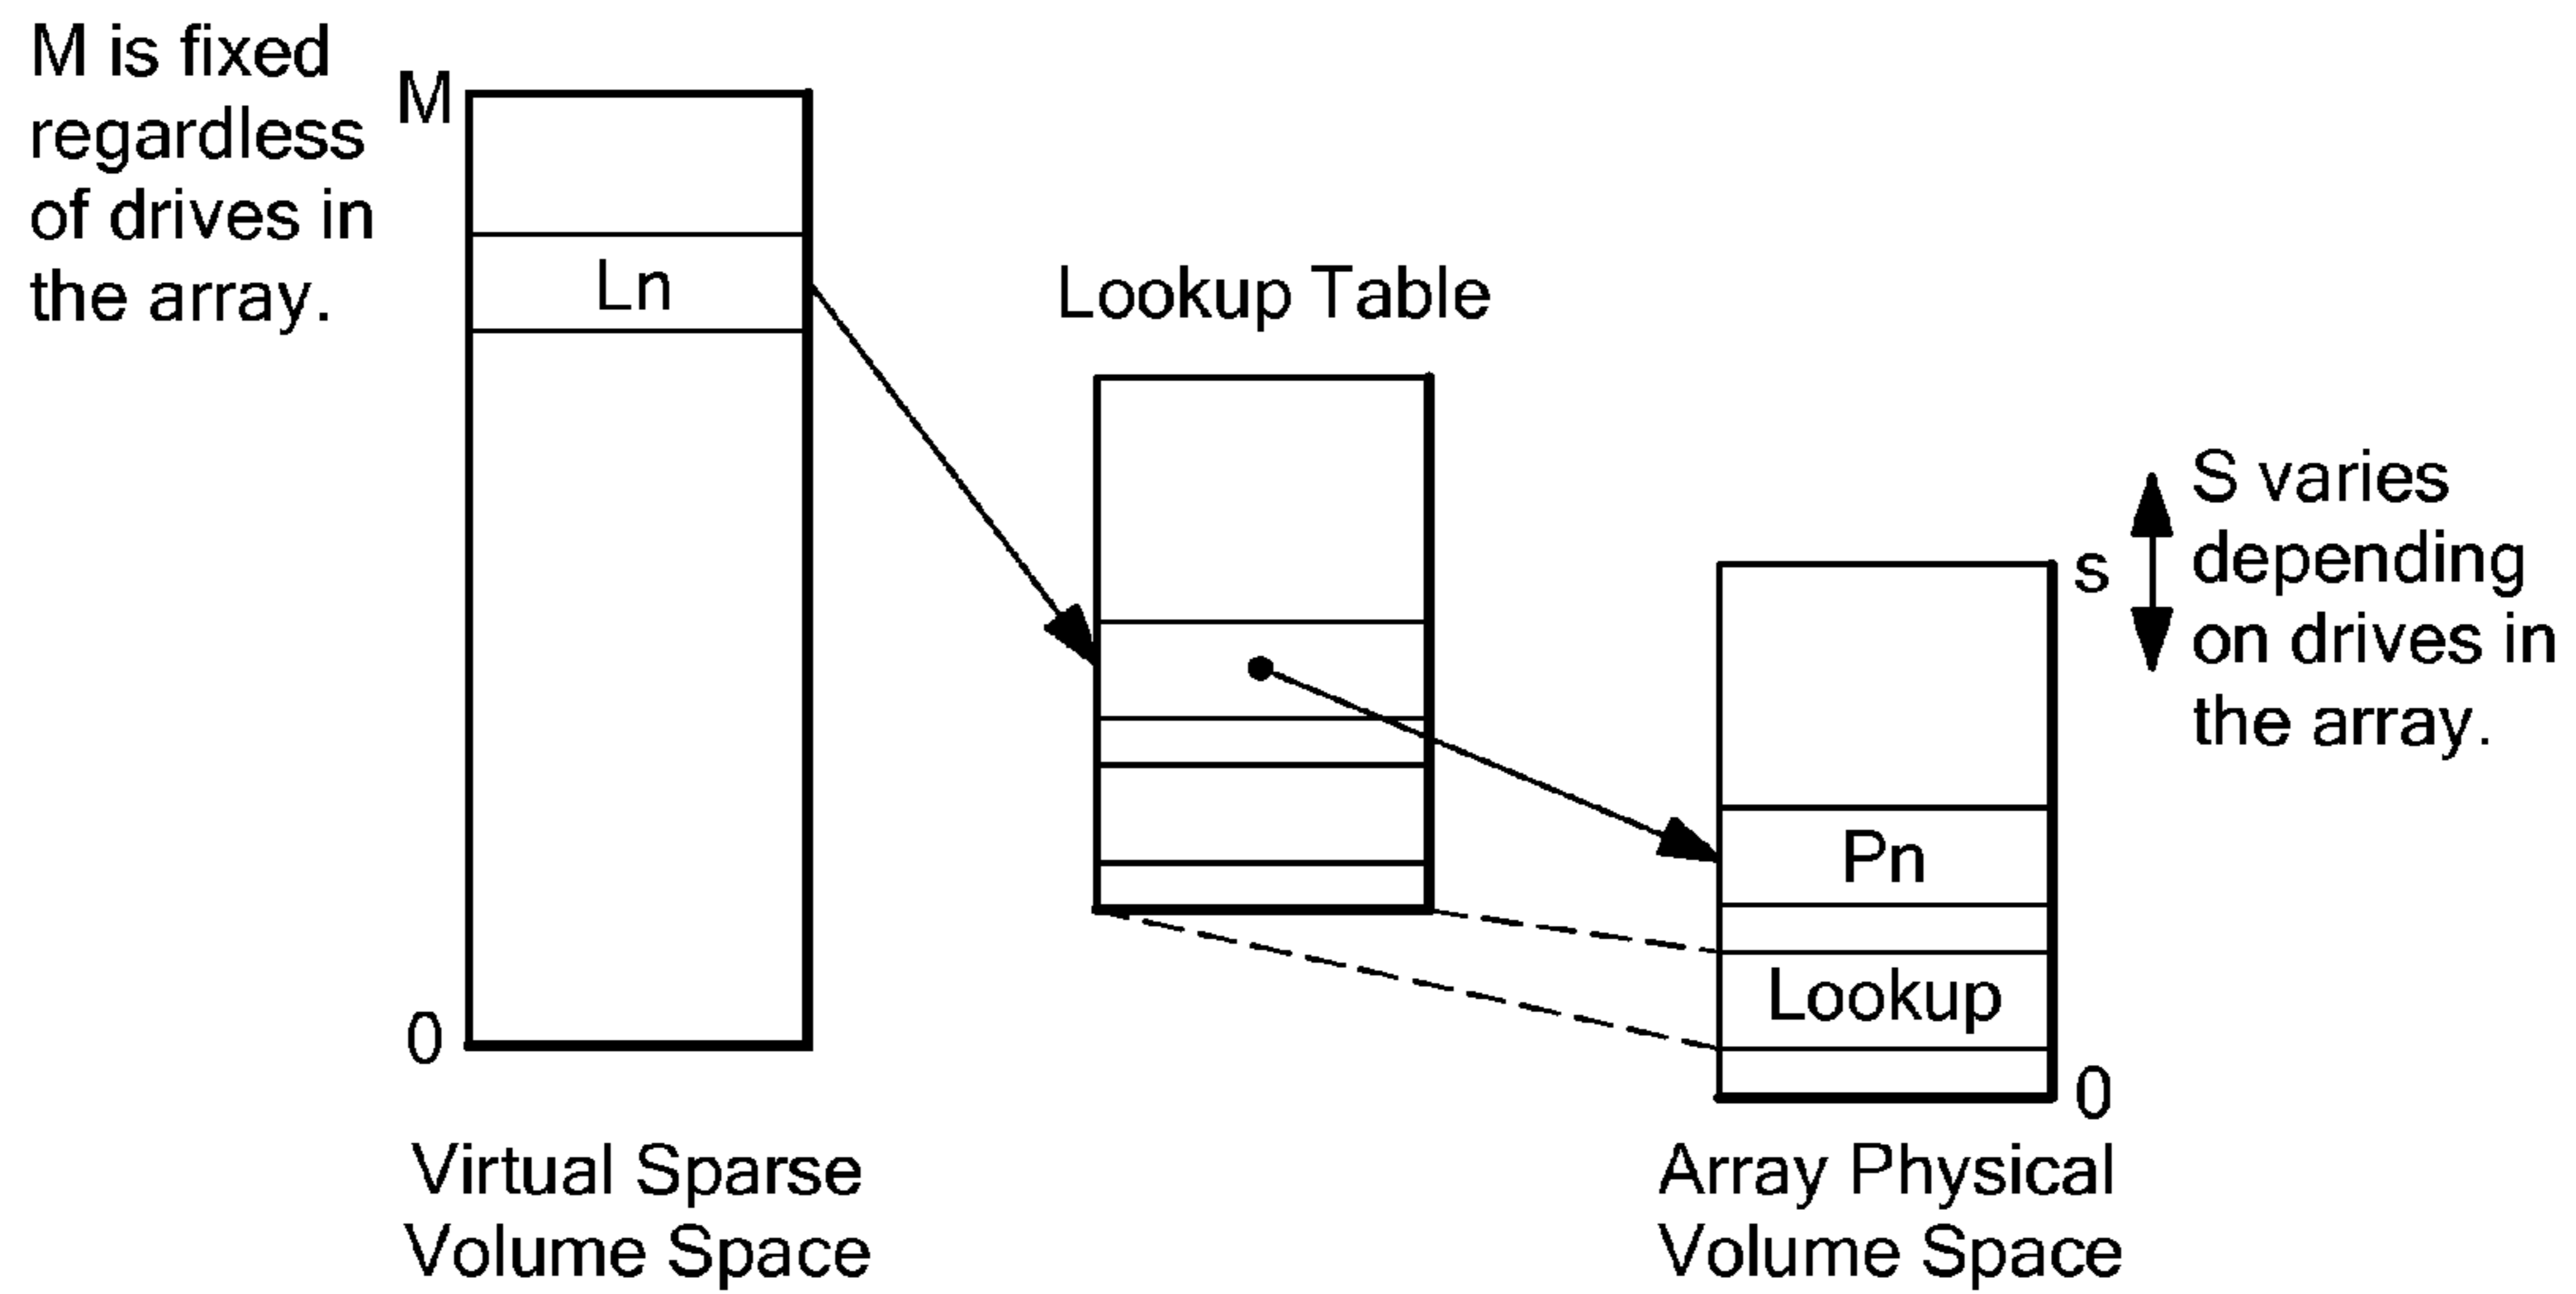 M is fixed
regardless
of drives in
the array.
M
Ln
0
Virtual Sparse
Volume Space
Lookup Table
s
Pn
Lookup
0
Array Physical
Volume Space
S varies
depending
on drives in
the array.